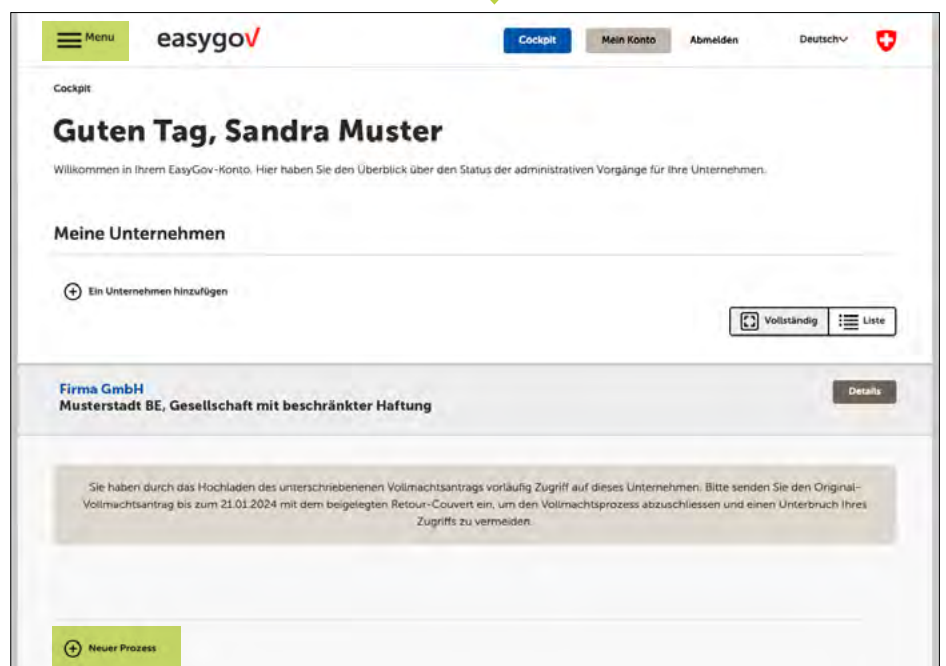 Menu easygov Cockpit Mein Konto Abmelden Deutsch
Cockpit
Guten Tag, Sandra Muster
Willkommen in Ihrem EasyGov-Konto. Hier haben Sie den Überblick über den Status der administrativen Vorgänge für Ihre Unternehmen.
Meine Unternehmen
Ein Unternehmen hinzufügen
Vollständig Liste
Firma GmbH
Details
Musterstadt BE, Gesellschaft mit beschränkter Haftung
Sie haben durch das Hochladen des unterschriebenenen Vollmachtsantrags vorläufig Zugriff auf dieses Unternehmen. Bitte senden Sie den Original-
Vollmachtsantrag bis zum 21.01.2024 mit dem beigelegten Retour-Couvert ein, um den Vollmachtsprozess abzuschliessen und einen Unterbruch Ihres
Zugriffs zu vermeiden.
Neuer Prozess